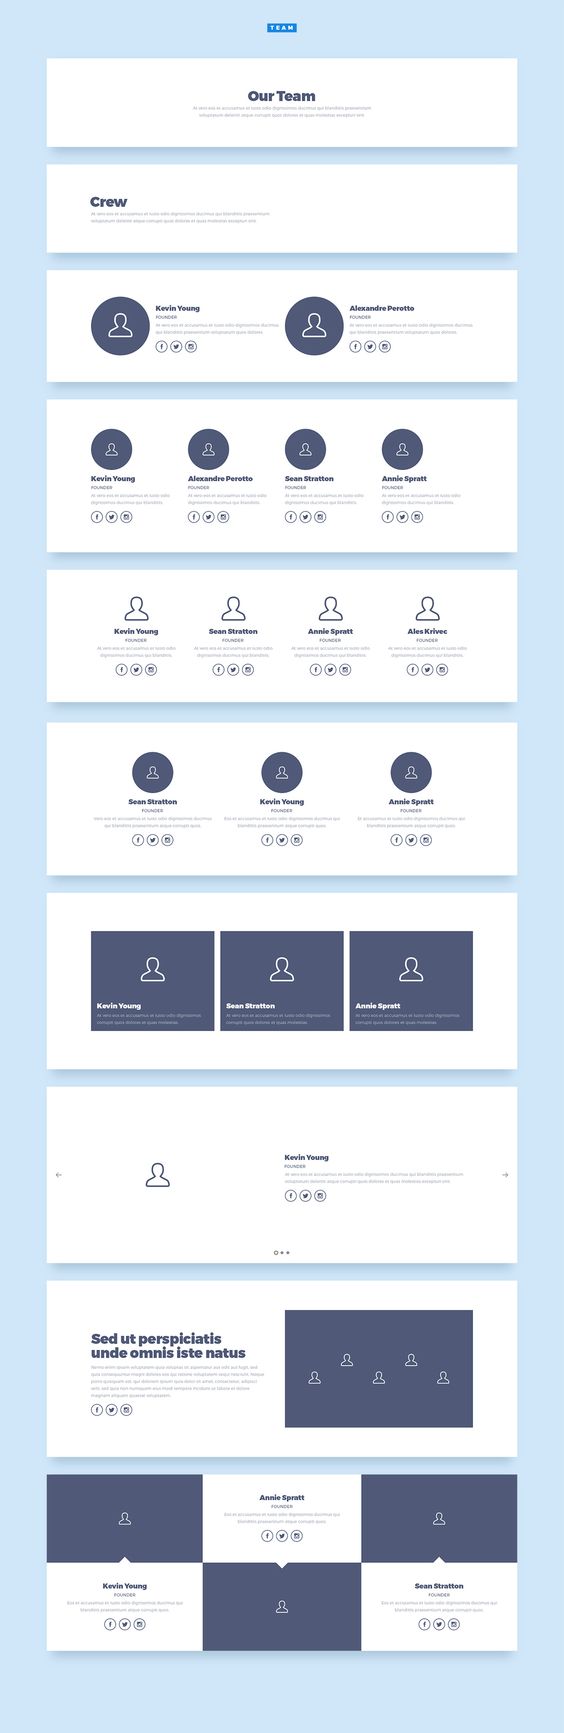 TEAM
Our Team
At vero eos et accusamus et iusto odio dignissimos ducimus qui blanditiis praesentium
voluptatum deleniti atque corrupti quos dolores et quas molestias excepturi sint.
Crew
At vero eos et accusamus et iusto odio dignissimos ducimus qui blanditiis praesentium
voluptatum deleniti atque corrupti quos dolores et quas molestias excepturi sint.
Kevin Young
FOUNDER
At vero eos et accusamus et iusto odio dignissimos ducimus
qui blanditiis praesentium voluptatum quos dolores.
Alexandre Perotto
FOUNDER
At vero eos et accusamus et iusto odio dignissimos ducimus
qui blanditiis praesentium voluptatum quos dolores.
Kevin Young
FOUNDER
At vero eos et accusamus et iusto odio
dignissimos ducimus qui blanditiis.
Alexandre Perotto
FOUNDER
At vero eos et accusamus et iusto odio
dignissimos ducimus qui blanditiis.
Sean Stratton
FOUNDER
At vero eos et accusamus et iusto odio
dignissimos ducimus qui blanditiis.
Annie Spratt
FOUNDER
At vero eos et accusamus et iusto odio
dignissimos ducimus qui blanditiis.
Kevin Young
FOUNDER
At vero eos et accusamus et iusto odio
dignissimos ducimus qui blanditiis.
Sean Stratton
FOUNDER
At vero eos et accusamus et iusto odio
dignissimos ducimus qui blanditiis.
Annie Spratt
FOUNDER
At vero eos et accusamus et iusto odio
dignissimos ducimus qui blanditiis.
Ales Krivec
FOUNDER
At vero eos et accusamus et iusto odio
dignissimos ducimus qui blanditiis.
Sean Stratton
FOUNDER
Vero eos et accusamus et iusto odio dignissimos ducimus qui
blanditiis praesentium atque corrupti quos.
Kevin Young
FOUNDER
Eos et accusamus et iusto odio dignissimos ducimus qui
blanditiis praesentium atque corrupti quos.
Annie Spratt
FOUNDER
Et accusamus et iusto odio dignissimos ducimus qui
blanditiis praesentium atque corrupti quos.
Kevin Young
At vero eos et accusamus et iusto odio dignissimos
corrupti quos dolores et quas molestias.
Sean Stratton
At vero eos et accusamus et iusto odio dignissimos
corrupti quos dolores et quas molestias.
Annie Spratt
At vero eos et accusamus et iusto odio dignissimos
corrupti quos dolores et quas molestias.
Kevin Young
FOUNDER
At vero eos et accusamus et iusto odio dignissimos ducimus qui blanditiis praesentium
voluptatum deleniti atque corrupti quos dolores et quas molestias excepturi sint.
Sed ut perspiciatis
unde omnis iste natus
Nemo enim ipsam voluptatem quia voluptas sit aspernatur aut odit aut fugit, sed
quia consequuntur magni dolores eos qui ratione voluptatem sequi nesciunt. Neque
porro quisquam est, qui dolorem ipsum quia dolor sit amet, consectetur, adipisci
velit, sed quia non numquam eius modi tempora incidunt ut labore et dolore
magnam aliquam quaerat voluptatem.
Annie Spratt
FOUNDER
Eos et accusamus et iusto odio dignissimos ducimus qui
blanditiis praesentium atque corrupti quos.
Kevin Young
FOUNDER
Eos et accusamus et iusto odio dignissimos ducimus qui
blanditiis praesentium atque corrupti quos.
Sean Stratton
FOUNDER
Eos et accusamus et iusto odio dignissimos ducimus qui
blanditiis praesentium atque corrupti quos.